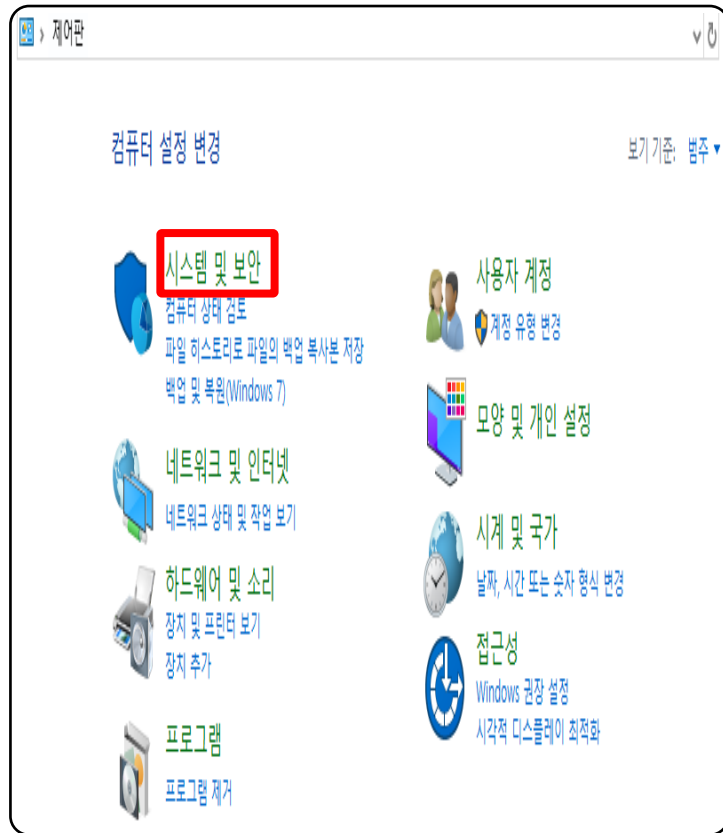 제어판
컴퓨터 설정 변경
보기 기준: 범주
시스템 및 보안
컴퓨터 상태 검토
파일 히스토리로 파일의 백업 복사본 저장
백업 및 복원(Windows 7)
네트워크 및 인터넷
네트워크 상태 및 작업 보기
하드웨어 및 소리
장치 및 프린터 보기
장치 추가
프로그램
프로그램 제거
사용자 계정
계정 유형 변경
모양 및 개인 설정
시계 및 국가
날짜, 시간 또는 숫자 형식 변경
접근성
Windows 권장 설정
시각적 디스플레이 최적화